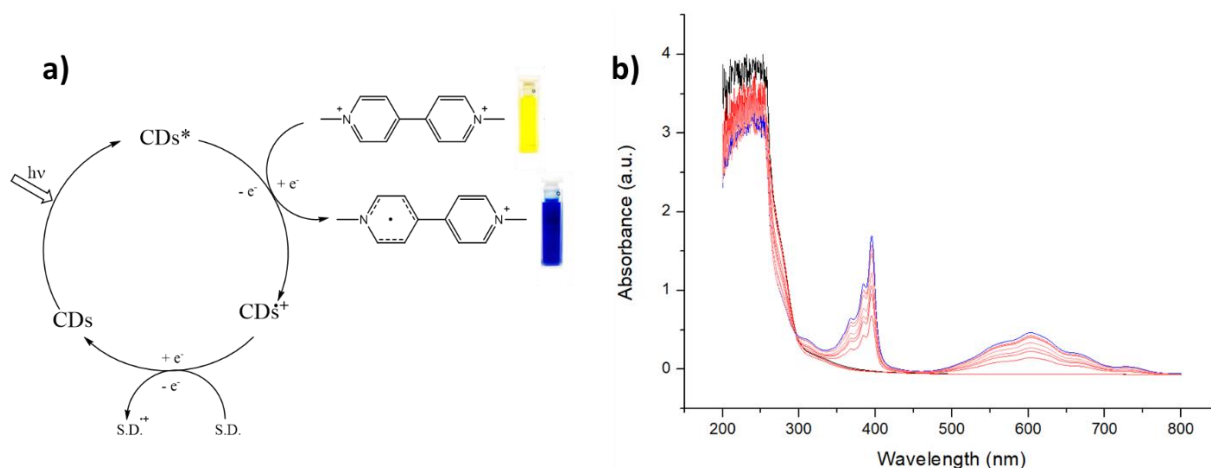 a)
CDs*
hν
- e⁻
+ e⁻
N
+
N
+
N
N
+
CDs
CDs•+
+ e⁻
- e⁻
S.D.•+
S.D.
b)
Absorbance (a.u.)
4
3
2
1
0
200
300
400
500
600
700
800
Wavelength (nm)